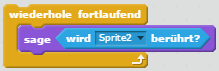 wiederhole fortlaufend
sage wird Sprite2 berührt?